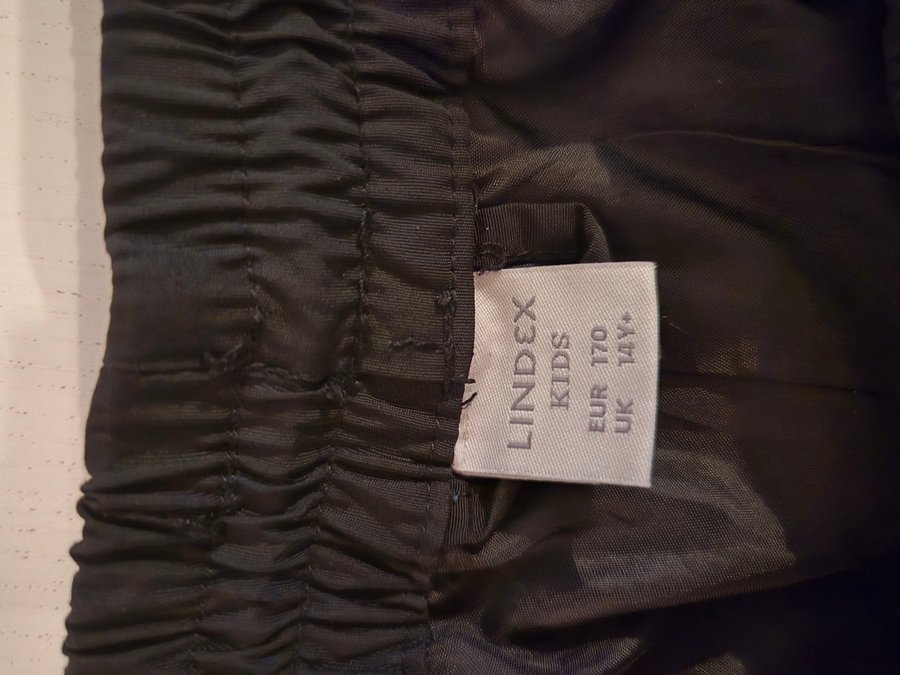 LINDEX
KIDS
EUR 170
UK 14Y+